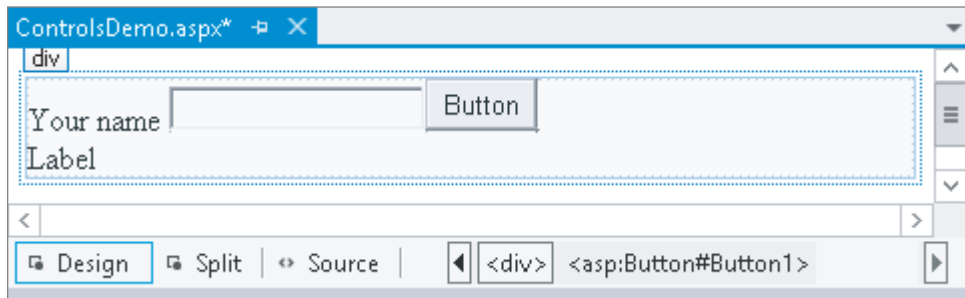 ControlsDemo.aspx*
div
Your name Button
Label
Design Split Source <div> <asp:Button#Button1>